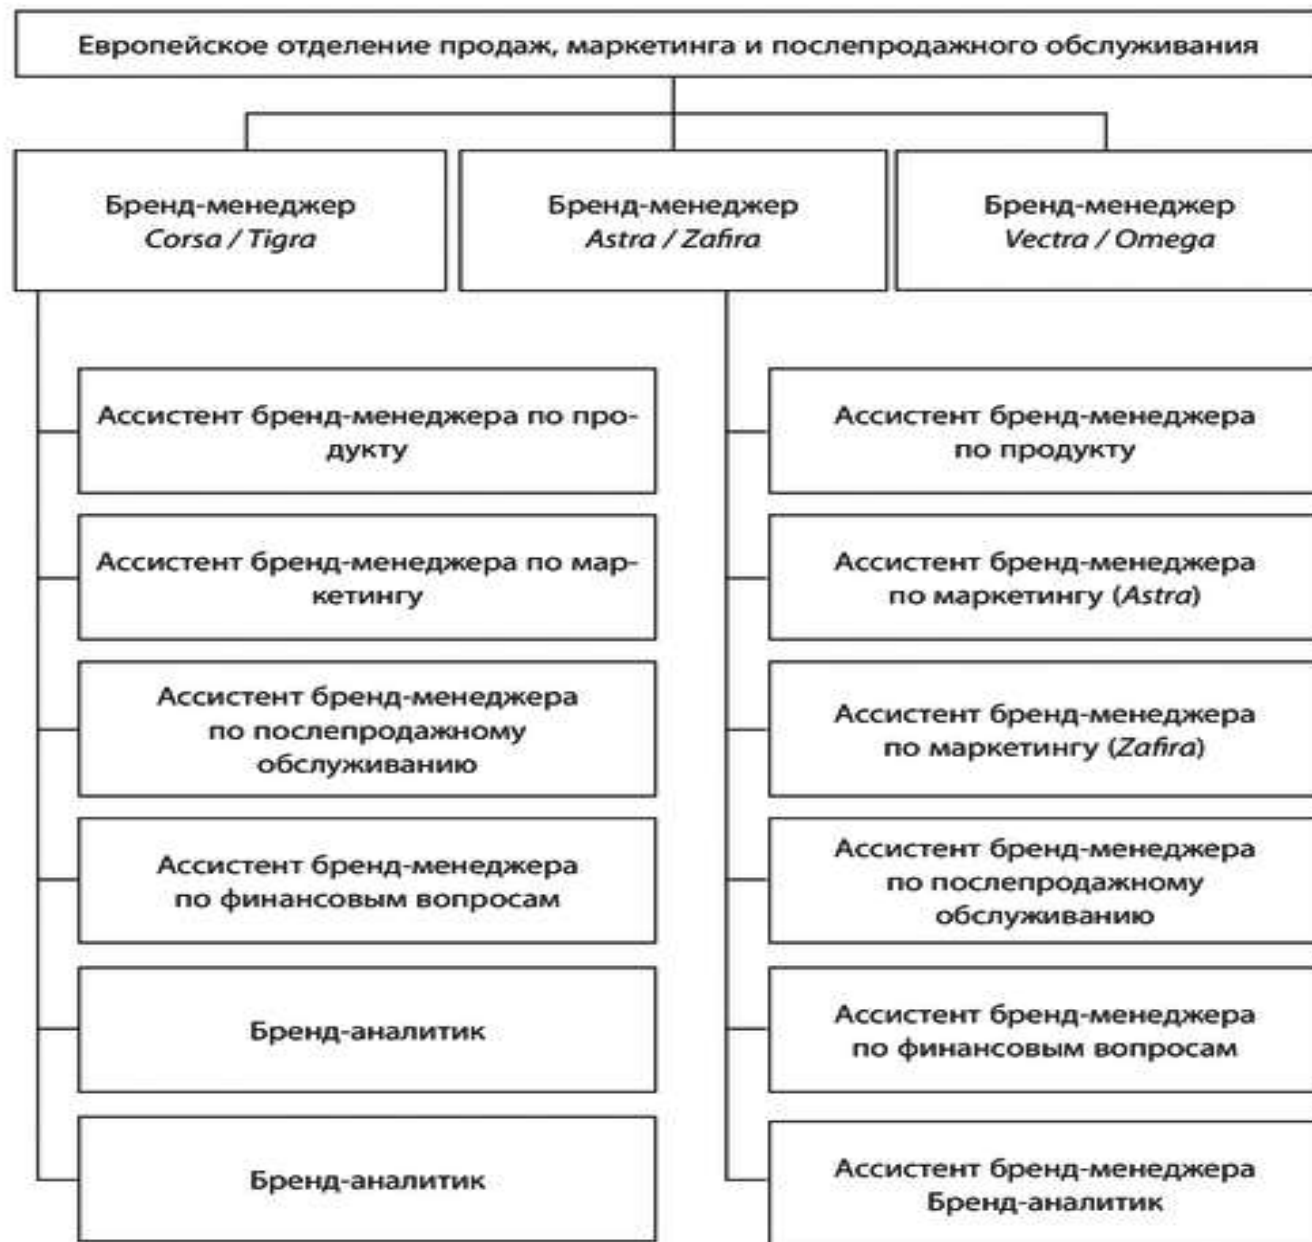 Европейское отделение продаж, маркетинга и послепродажного обслуживания
Бренд-менеджер
Corsa / Tigra
Бренд-менеджер
Astra / Zafira
Бренд-менеджер
Vectra / Omega
Ассистент бренд-менеджера по про-
дукту
Ассистент бренд-менеджера по мар-
кетингу
Ассистент бренд-менеджера
по послепродажному
обслуживанию
Ассистент бренд-менеджера
по финансовым вопросам
Бренд-аналитик
Бренд-аналитик
Ассистент бренд-менеджера
по продукту
Ассистент бренд-менеджера
по маркетингу (Astra)
Ассистент бренд-менеджера
по маркетингу (Zafira)
Ассистент бренд-менеджера
по послепродажному
обслуживанию
Ассистент бренд-менеджера
по финансовым вопросам
Ассистент бренд-менеджера
Бренд-аналитик